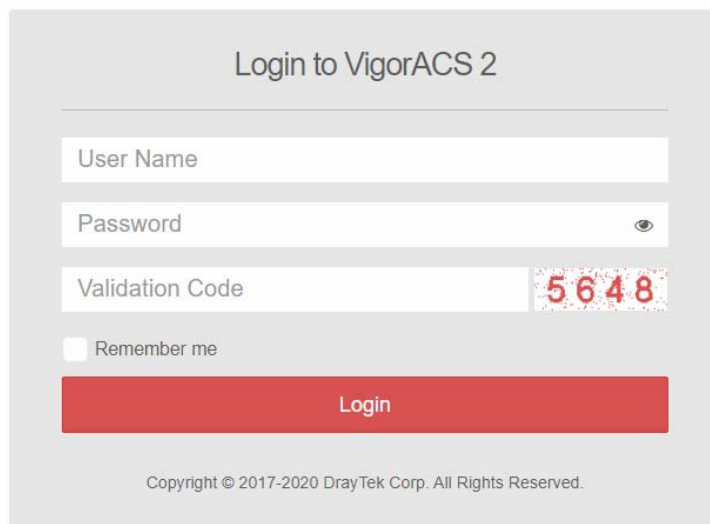 Login to VigorACS 2
User Name
Password
Validation Code 5648
Remember me
Login
Copyright © 2017-2020 DrayTek Corp. All Rights Reserved.